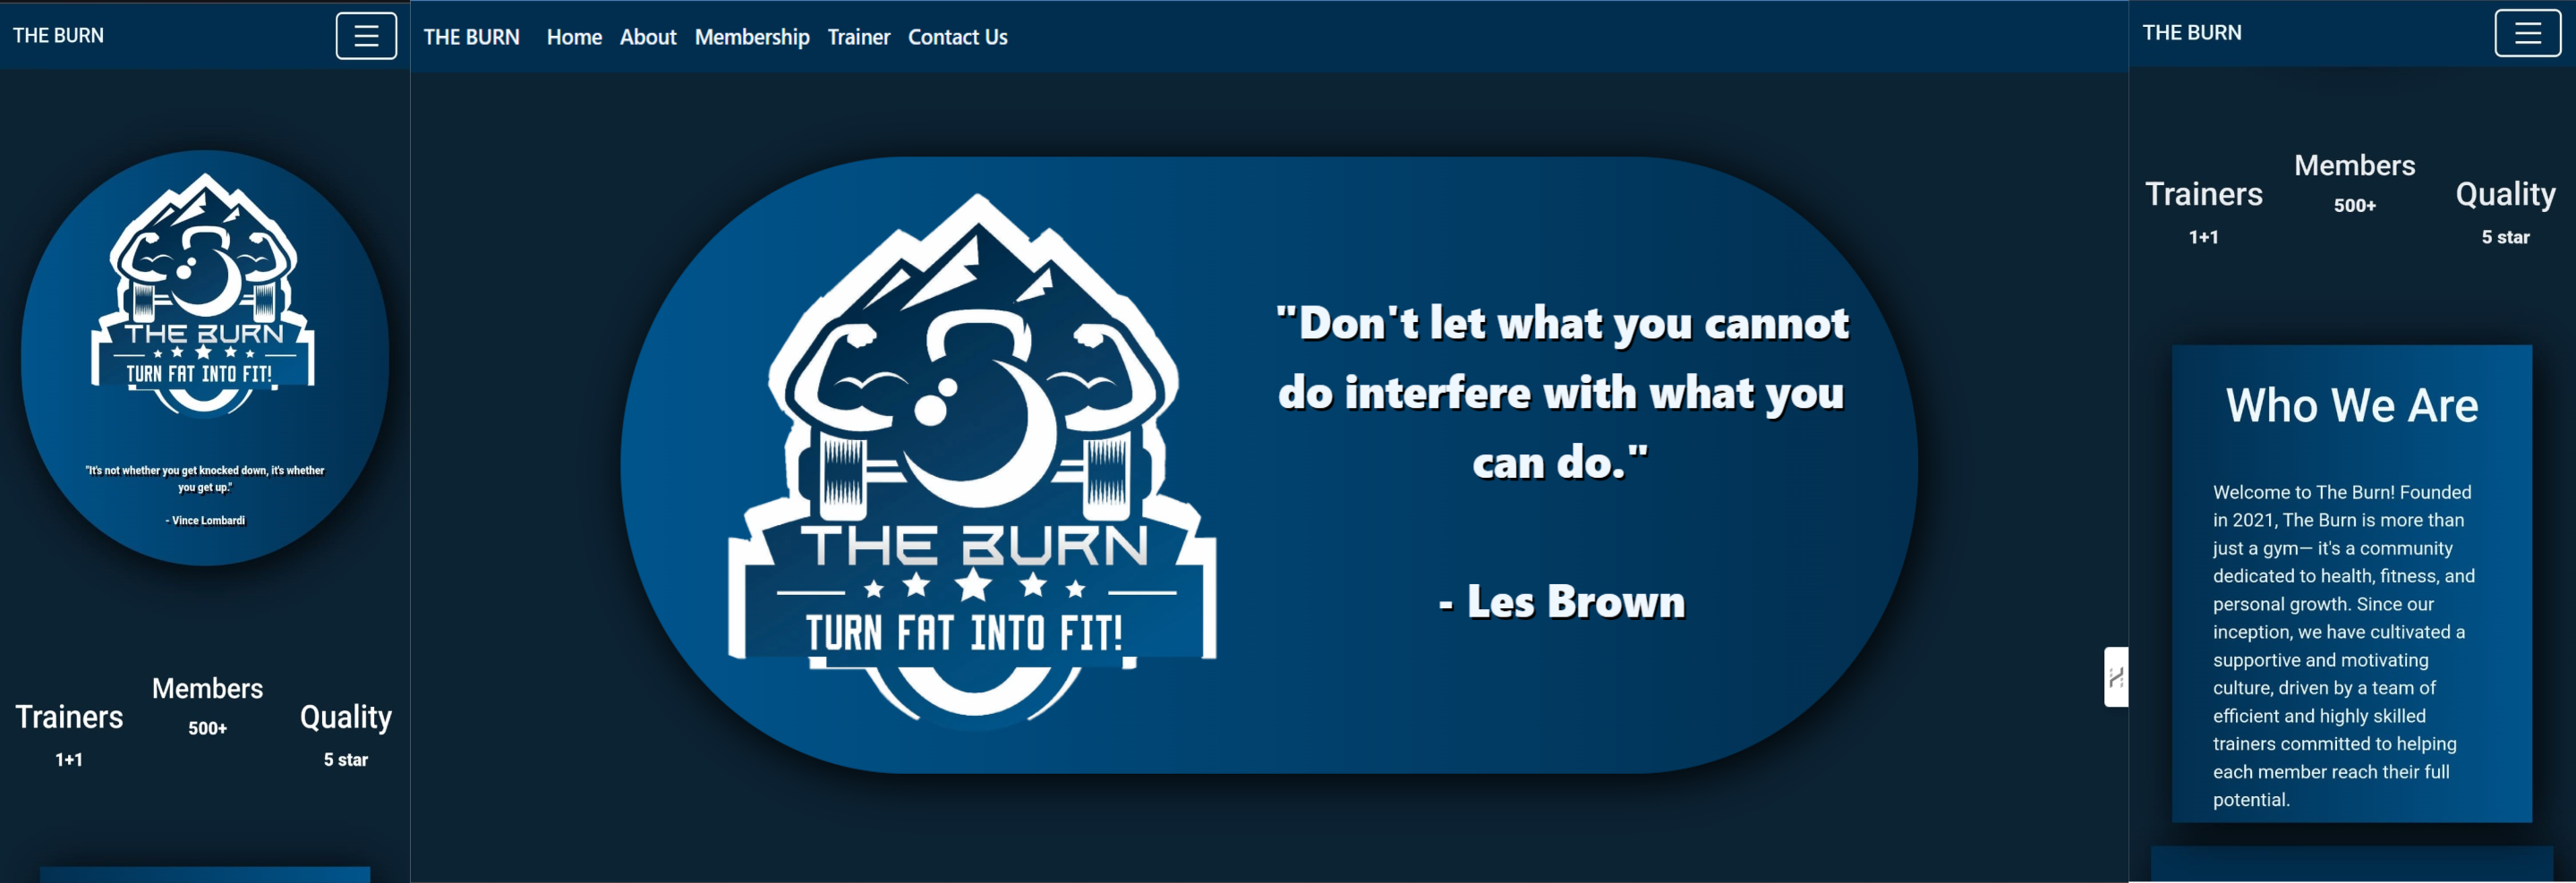 THE BURN
THE BURN
TURN FAT INTO FIT!
"It's not whether you get knocked down, it's whether
you get up."
- Vince Lombardi
Trainers
1+1
Members
500+
Quality
5 star
THE BURN Home About Membership Trainer Contact Us
THE BURN
TURN FAT INTO FIT!
"Don't let what you cannot
do interfere with what you
can do."
- Les Brown
THE BURN
Trainers
1+1
Members
500+
Quality
5 star
Who We Are
Welcome to The Burn! Founded
in 2021, The Burn is more than
just a gym— it's a community
dedicated to health, fitness, and
personal growth. Since our
inception, we have cultivated a
supportive and motivating
culture, driven by a team of
efficient and highly skilled
trainers committed to helping
each member reach their full
potential.